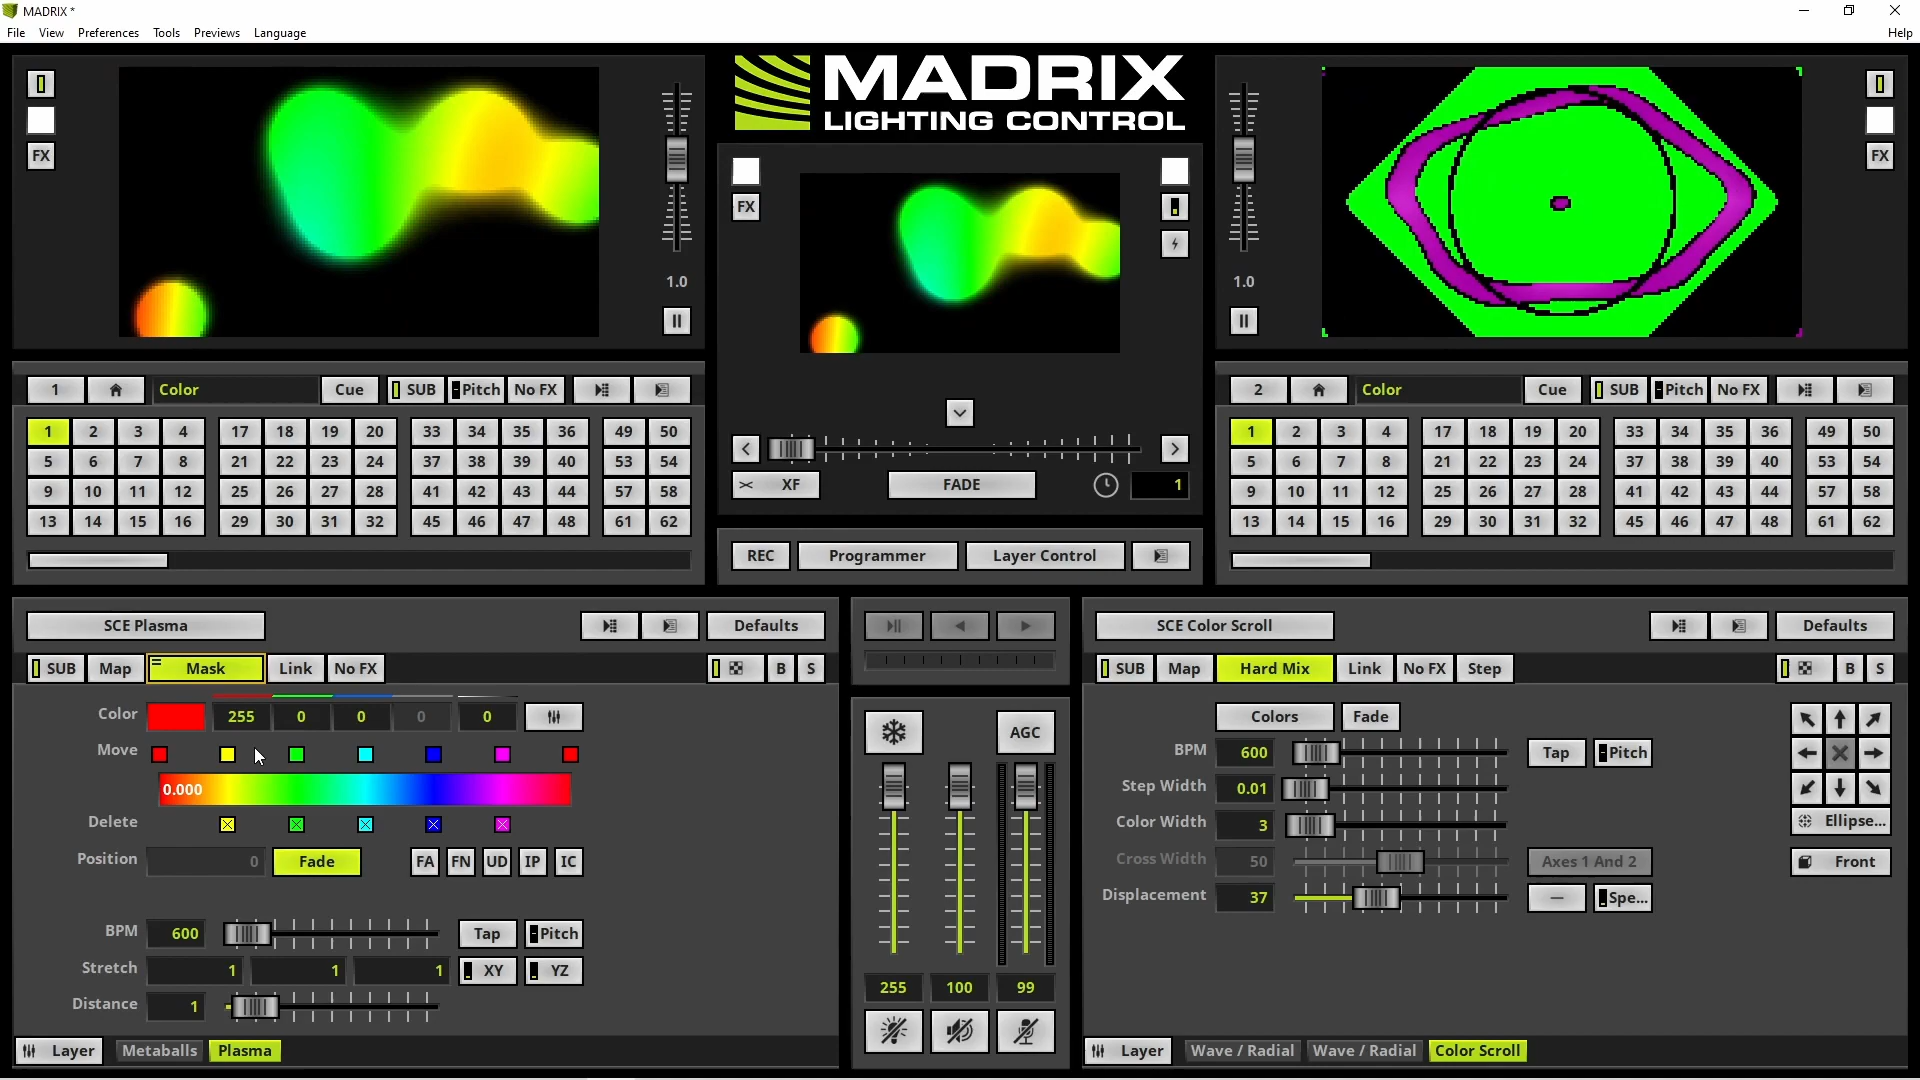 MADRIX *
File View Preferences Tools Previews Language Help
FX
1.0
MADRIX
LIGHTING CONTROL
FX
1.0
FX
1 Color Cue SUB Pitch No FX
1 2 3 4 17 18 19 20 33 34 35 36 49 50
5 6 7 8 21 22 23 24 37 38 39 40 53 54
9 10 11 12 25 26 27 28 41 42 43 44 57 58
13 14 15 16 29 30 31 32 45 46 47 48 61 62
XF FADE 1
REC Programmer Layer Control
2 Color Cue SUB Pitch No FX
1 2 3 4 17 18 19 20 33 34 35 36 49 50
5 6 7 8 21 22 23 24 37 38 39 40 53 54
9 10 11 12 25 26 27 28 41 42 43 44 57 58
13 14 15 16 29 30 31 32 45 46 47 48 61 62
SCE Plasma Defaults
SUB Map Mask Link No FX B S
Color 255 0 0 0 0
Move
0.000
Delete
Position 0 Fade FA FN UD IP IC
BPM 600 Tap Pitch
Stretch 1 1 1 XY YZ
Distance 1
Layer Metaballs Plasma
AGC
255 100 99
SCE Color Scroll Defaults
SUB Map Hard Mix Link No FX Step B S
Colors Fade
BPM 600 Tap Pitch
Step Width 0.01
Color Width 3 Ellipse...
Cross Width 50 Axes 1 And 2 Front
Displacement 37 — Spe...
Layer Wave / Radial Wave / Radial Color Scroll